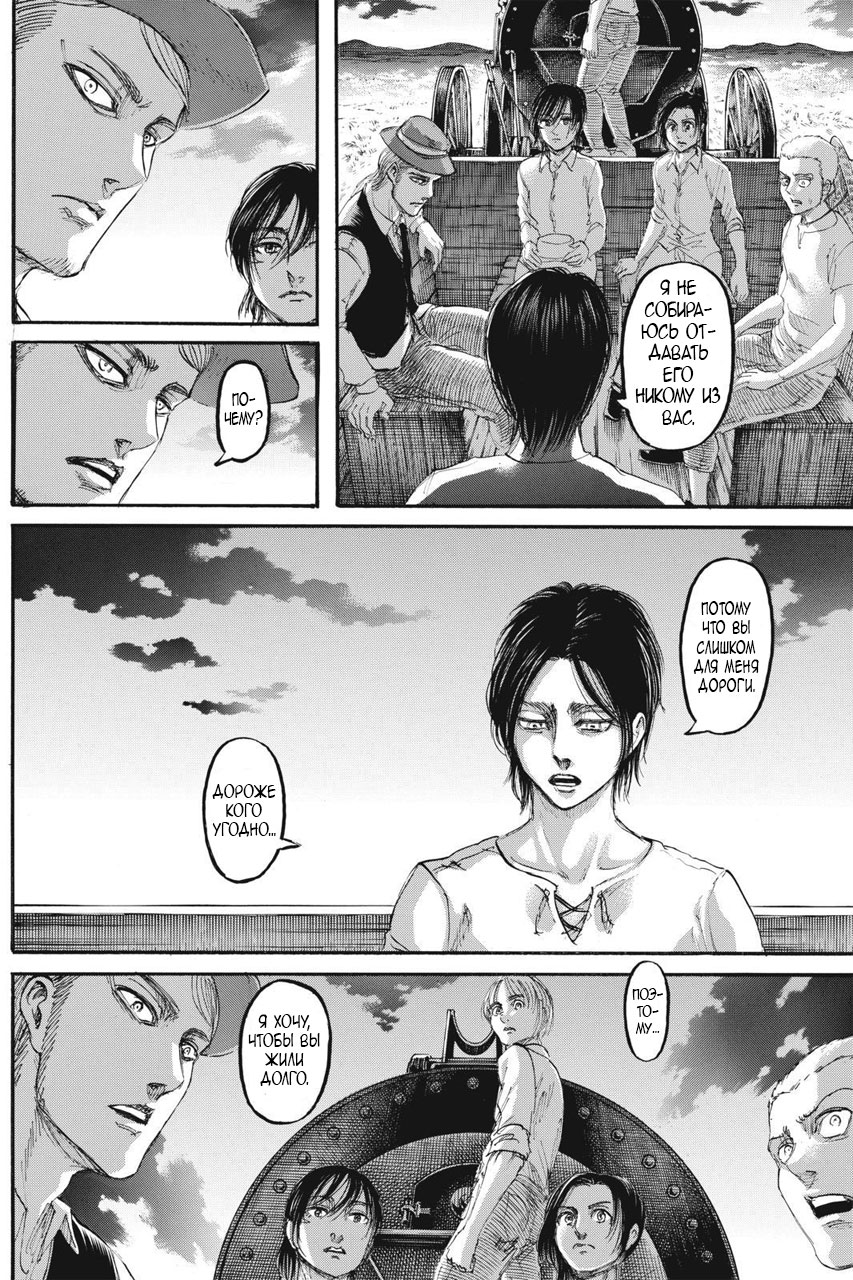 Я НЕ
СОБИРА-
ЮСЬ ОТ-
ДАВАТЬ
ЕГО
НИКОМУ ИЗ
ВАС.
ПО-
ЧЕМУ?
ПОТОМУ
ЧТО ВЫ
СЛИШКОМ
ДЛЯ МЕНЯ
ДОРОГИ.
ДОРОЖЕ
КОГО
УГОДНО...
ПОЭ-
ТО-
МУ...
Я ХОЧУ,
ЧТОБЫ ВЫ
ЖИЛИ
ДОЛГО.